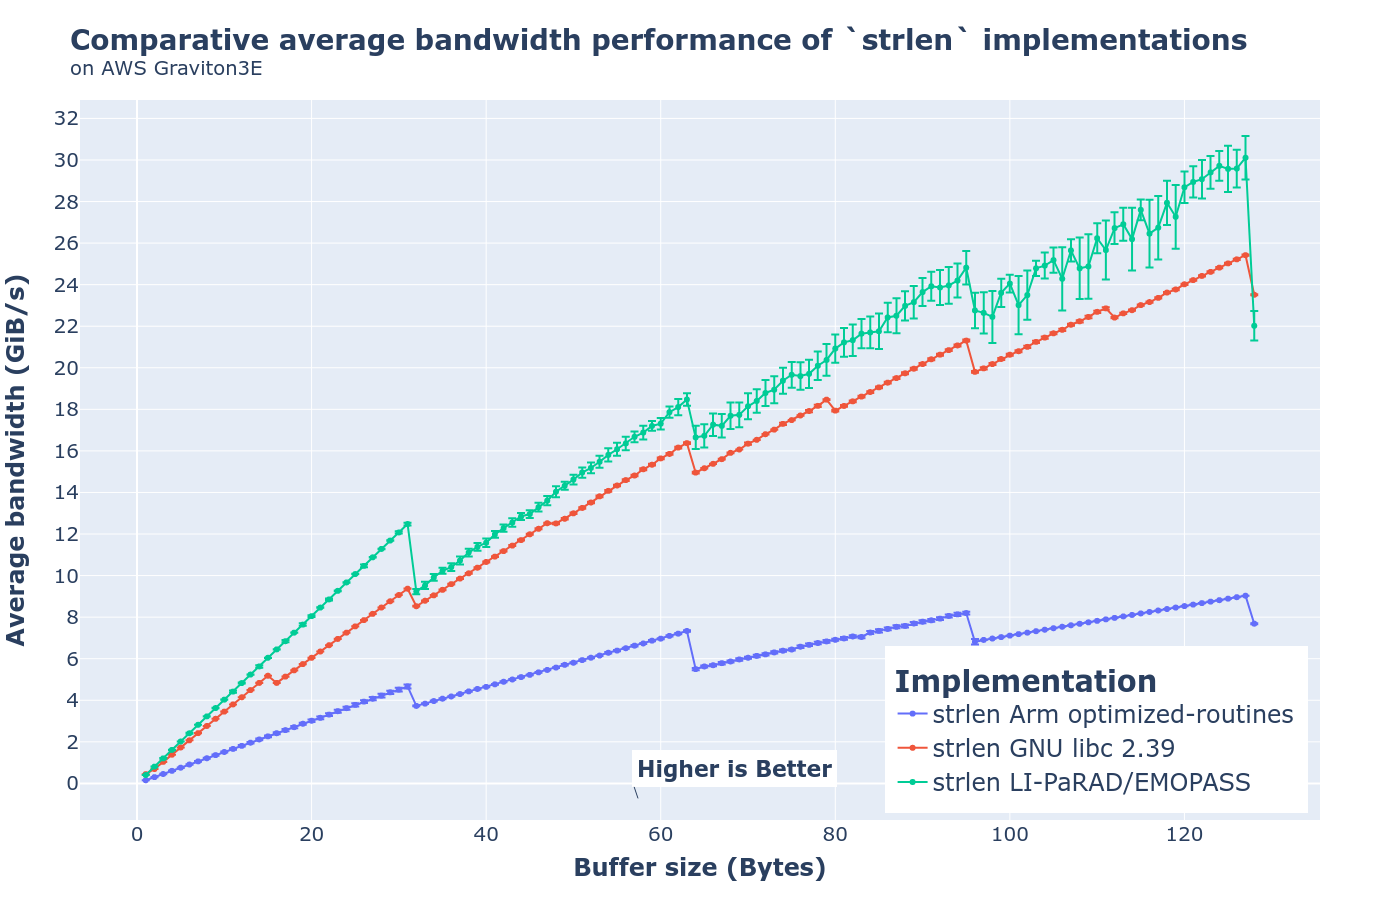 Comparative average bandwidth performance of `strlen` implementations
on AWS Graviton3E
Average bandwidth (GiB/s)
32
30
28
26
24
22
20
18
16
14
12
10
8
6
4
2
0
Implementation
strlen Arm optimized-routines
strlen GNU libc 2.39
strlen LI-PaRAD/EMOPASS
Higher is Better
0 20 40 60 80 100 120
Buffer size (Bytes)